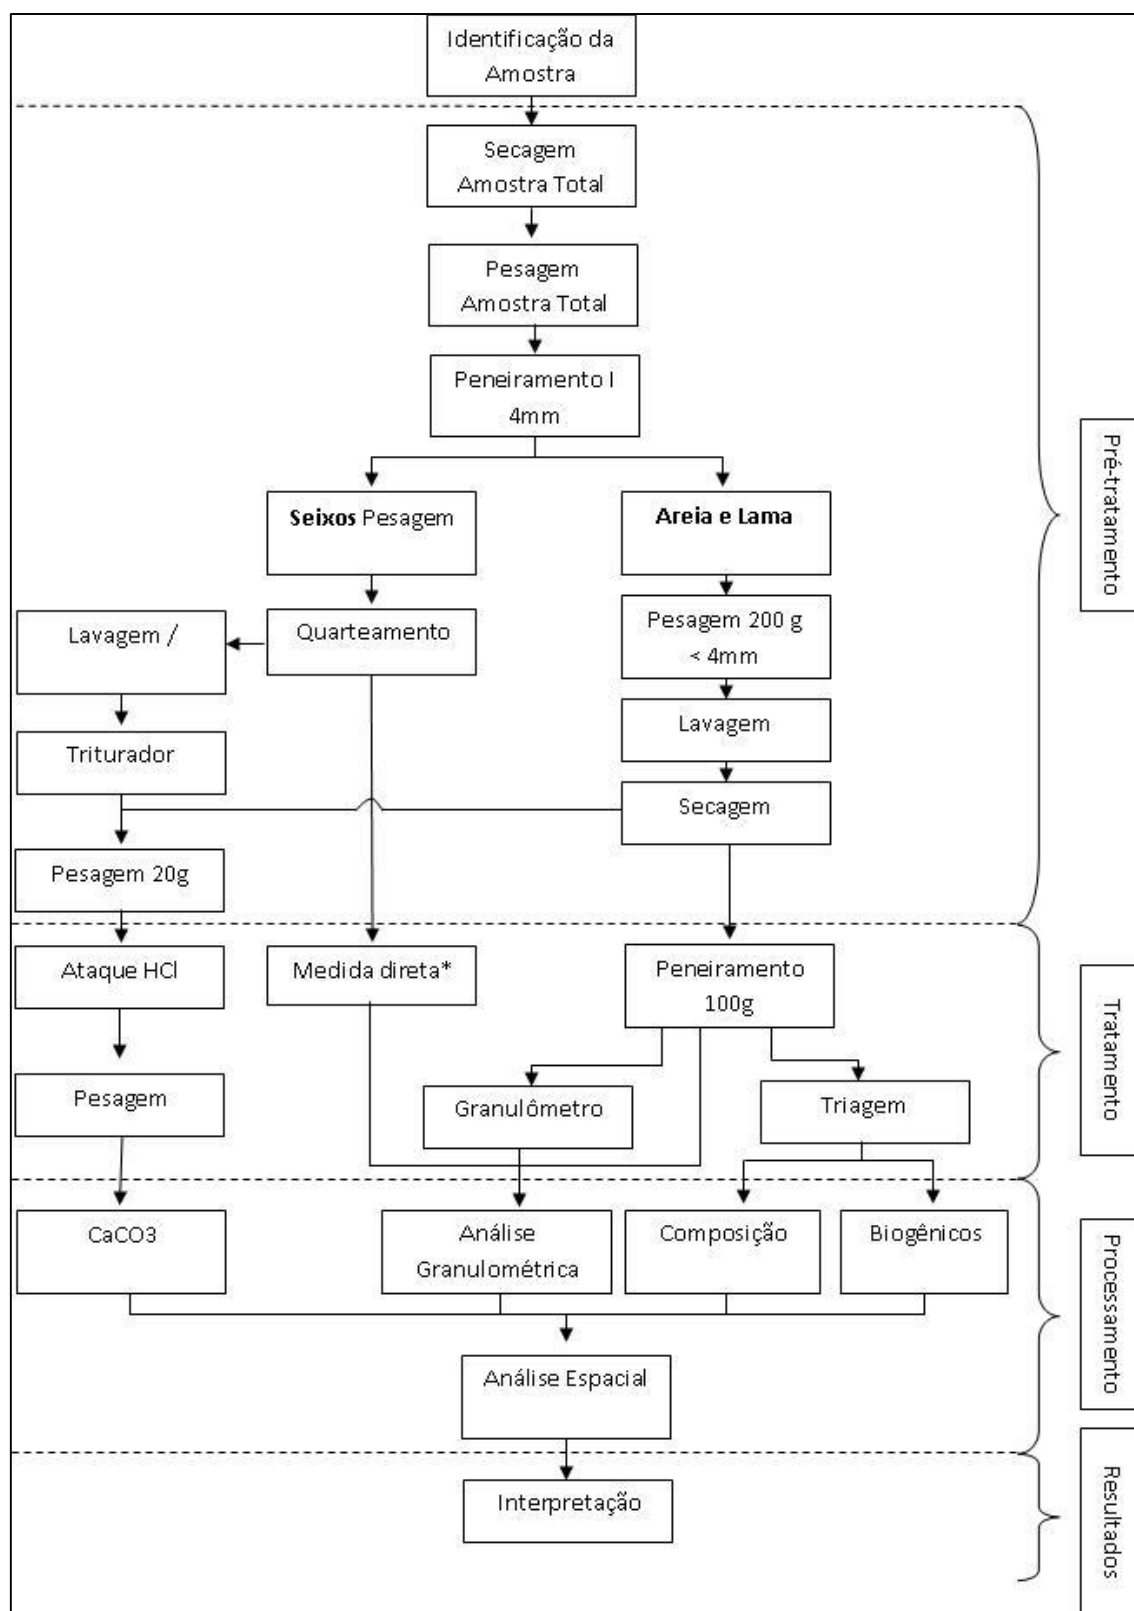 Identificação da
Amostra
Secagem
Amostra Total
Pesagem
Amostra Total
Peneiramento I
4mm
Seixos Pesagem
Areia e Lama
Lavagem /
Quarteamento
Pesagem 200 g
< 4mm
Lavagem
Triturador
Secagem
Pesagem 20g
Pré-tratamento
Ataque HCl
Medida direta*
Peneiramento
100g
Pesagem
Granulômetro
Triagem
Tratamento
CaCO3
Análise
Granulométrica
Composição
Biogênicos
Análise Espacial
Processamento
Interpretação
Resultados